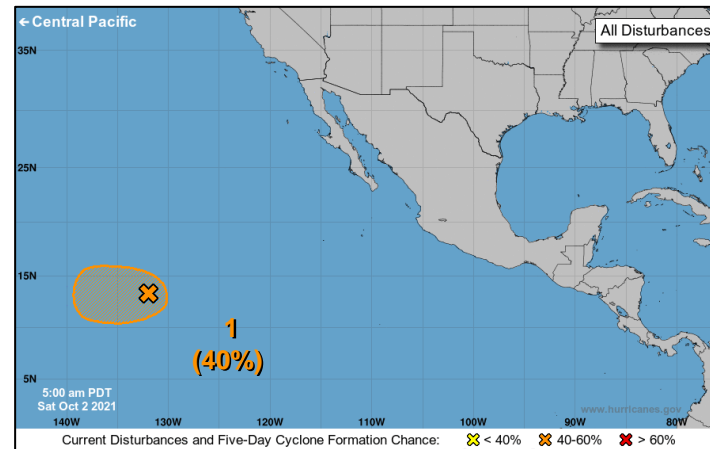 ← Central Pacific
All Disturbances
35N
25N
15N
5N
1
(40%)
5:00 am PDT
Sat Oct 2 2021
www.hurricanes.gov
140W 130W 120W 110W 100W 90W 80W
Current Disturbances and Five-Day Cyclone Formation Chance: < 40% 40-60% > 60%